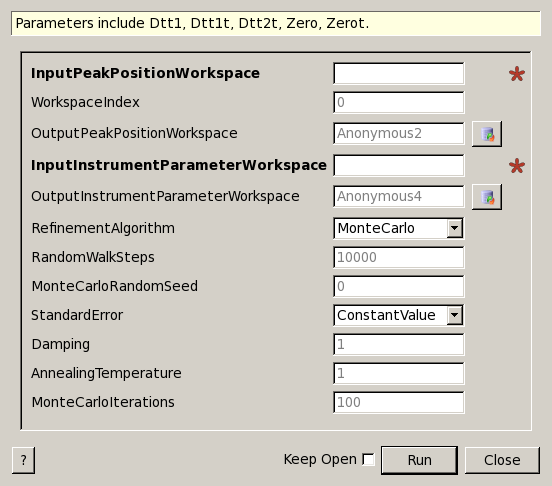 Parameters include Dtt1, Dtt1t, Dtt2t, Zero, Zerot.
InputPeakPositionWorkspace
WorkspaceIndex 0
OutputPeakPositionWorkspace Anonymous2
InputInstrumentParameterWorkspace
OutputInstrumentParameterWorkspace Anonymous4
RefinementAlgorithm MonteCarlo
RandomWalkSteps 10000
MonteCarloRandomSeed 0
StandardError ConstantValue
Damping 1
AnnealingTemperature 1
MonteCarloIterations 100
? Keep Open Run Close